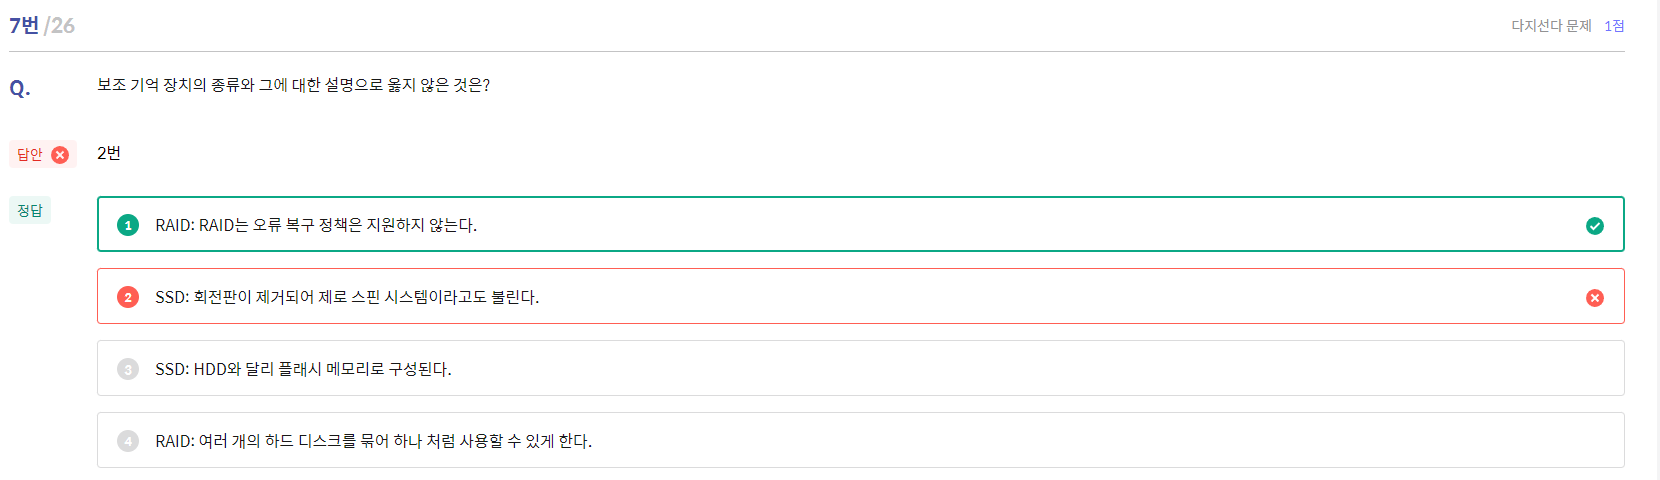 7번 /26
다지선다 문제 1점
Q. 보조 기억 장치의 종류와 그에 대한 설명으로 옳지 않은 것은?
답안 2번
정답
1 RAID: RAID는 오류 복구 정책은 지원하지 않는다.
2 SSD: 회전판이 제거되어 제로 스핀 시스템이라고도 불린다.
3 SSD: HDD와 달리 플래시 메모리로 구성된다.
4 RAID: 여러 개의 하드 디스크를 묶어 하나 처럼 사용할 수 있게 한다.